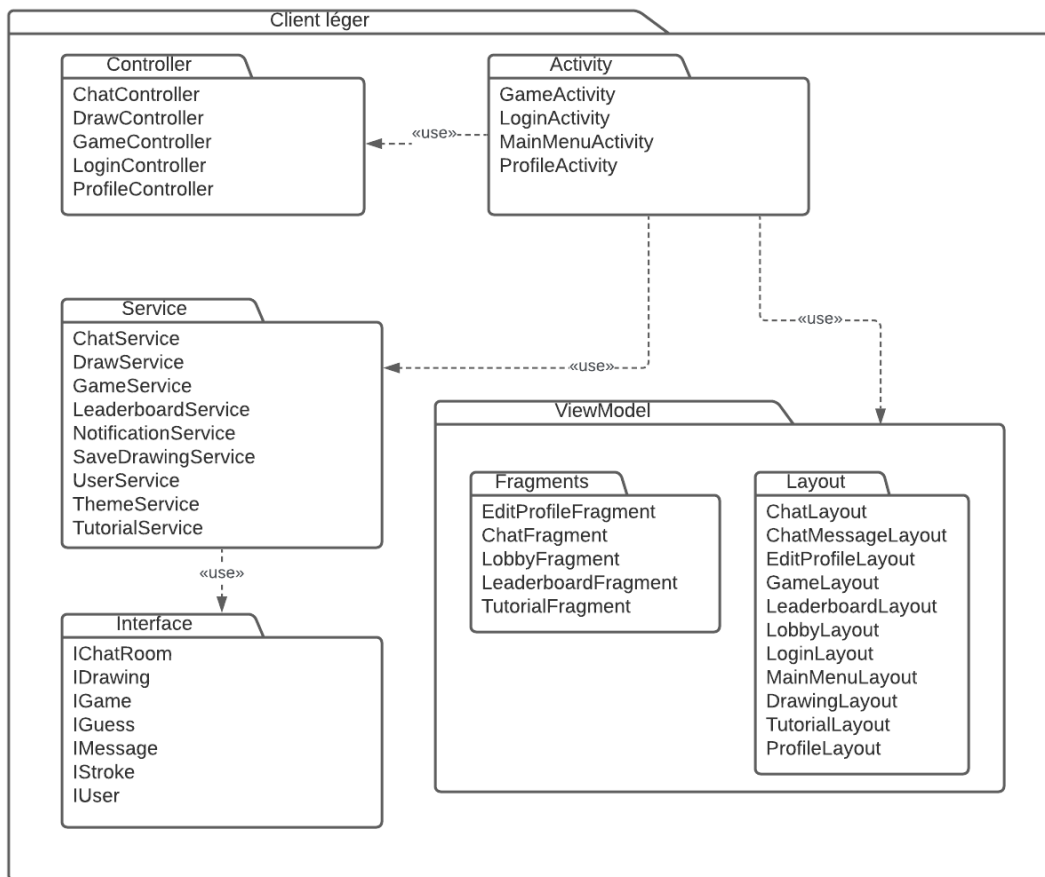 Client léger
Controller
ChatController
DrawController
GameController
LoginController
ProfileController
«use»
Activity
GameActivity
LoginActivity
MainMenuActivity
ProfileActivity
Service
ChatService
DrawService
GameService
LeaderboardService
NotificationService
SaveDrawingService
UserService
ThemeService
TutorialService
«use»
«use»
«use»
Interface
IChatRoom
IDrawing
IGame
IGuess
IMessage
IStroke
IUser
ViewModel
Fragments
EditProfileFragment
ChatFragment
LobbyFragment
LeaderboardFragment
TutorialFragment
Layout
ChatLayout
ChatMessageLayout
EditProfileLayout
GameLayout
LeaderboardLayout
LobbyLayout
LoginLayout
MainMenuLayout
DrawingLayout
TutorialLayout
ProfileLayout